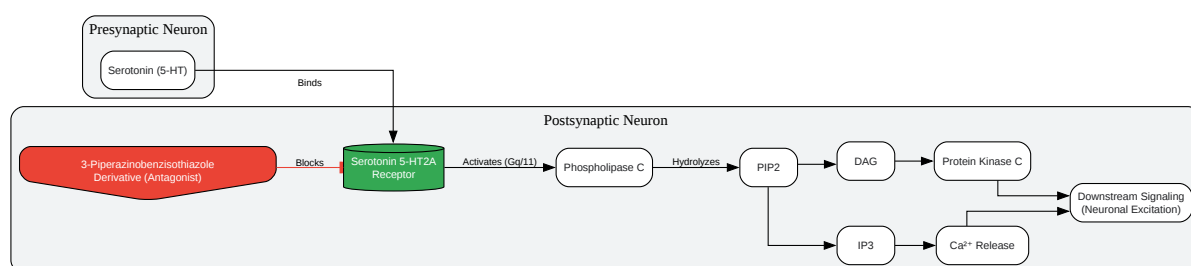 Presynaptic Neuron
Serotonin (5-HT)
Binds
Postsynaptic Neuron
3-Piperazinobenzisothiazole
Derivative (Antagonist)
Blocks
Serotonin 5-HT2A
Receptor
Activates (Gq/11)
Phospholipase C
Hydrolyzes
PIP2
DAG
Protein Kinase C
IP3
Ca²⁺ Release
Downstream Signaling
(Neuronal Excitation)